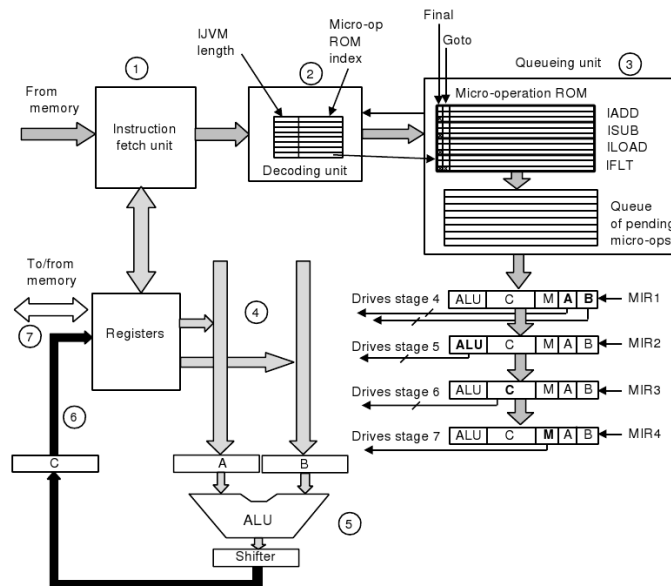 Final
Goto
IJVM
length
Micro-op
ROM
index
1
2
Queueing unit
3
From
memory
Instruction
fetch unit
Decoding unit
Micro-operation ROM
IADD
ISUB
ILOAD
IFLT
Queue
of pending
micro-ops
To/from
memory
7
Registers
4
Drives stage 4
ALU C M A B
MIR1
Drives stage 5
ALU C M A B
MIR2
Drives stage 6
ALU C M A B
MIR3
Drives stage 7
ALU C M A B
MIR4
6
C
A
B
ALU
5
Shifter